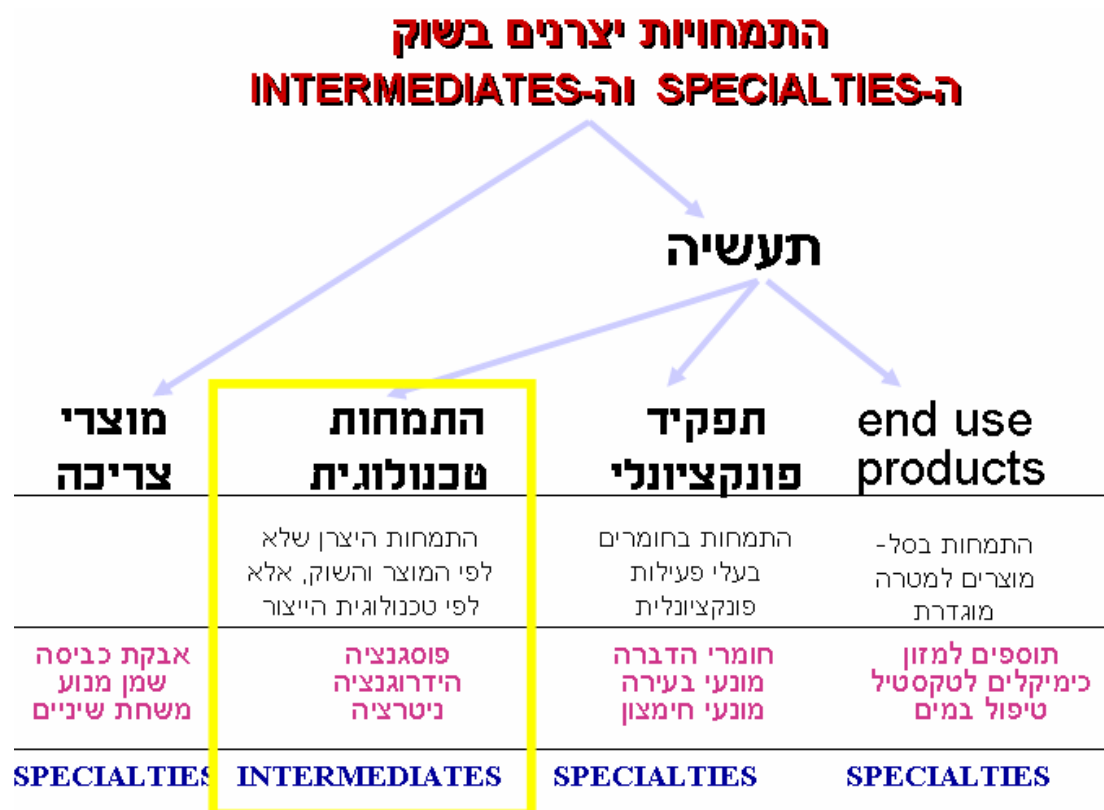 התמחויות יצרנים בשוק
ה-SPECIALTIES וה-INTERMEDIATES
תעשיה
end use
products
תפקיד
פונקציונלי
התמחות
טכנולוגית
מוצרי
צריכה
התמחות בסל-
מוצרים למטרה
מוגדרת
התמחות בחומרים
בעלי פעילות
פונקציונלית
התמחות היצרן שלא
לפי המוצר והשוק, אלא
לפי טכנולוגית הייצור
תוספים למזון
כימיקלים לטקסטיל
טיפול במים
חומרי הדברה
מונעי בעירה
מונעי חימצון
פוסגנציה
הידרוגנציה
ניטרציה
אבקת כביסה
שמן מנוע
משחת שיניים
SPECIALTIES
SPECIALTIES
INTERMEDIATES
SPECIALTIES